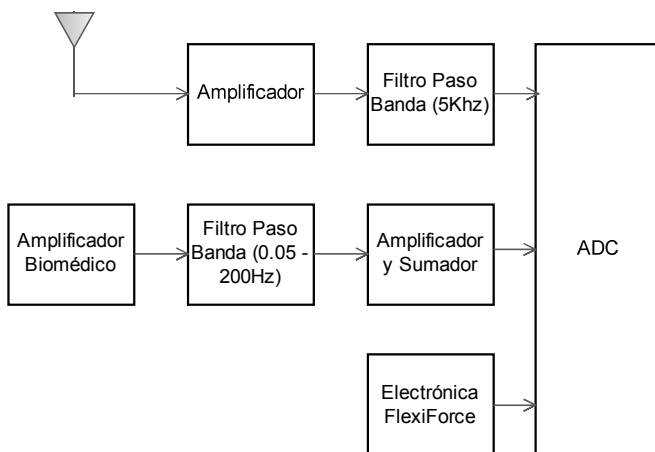 Amplificador
Filtro Paso
Banda (5Khz)
Amplificador
Biomédico
Filtro Paso
Banda (0.05 -
200Hz)
Amplificador
y Sumador
ADC
Electrónica
FlexiForce